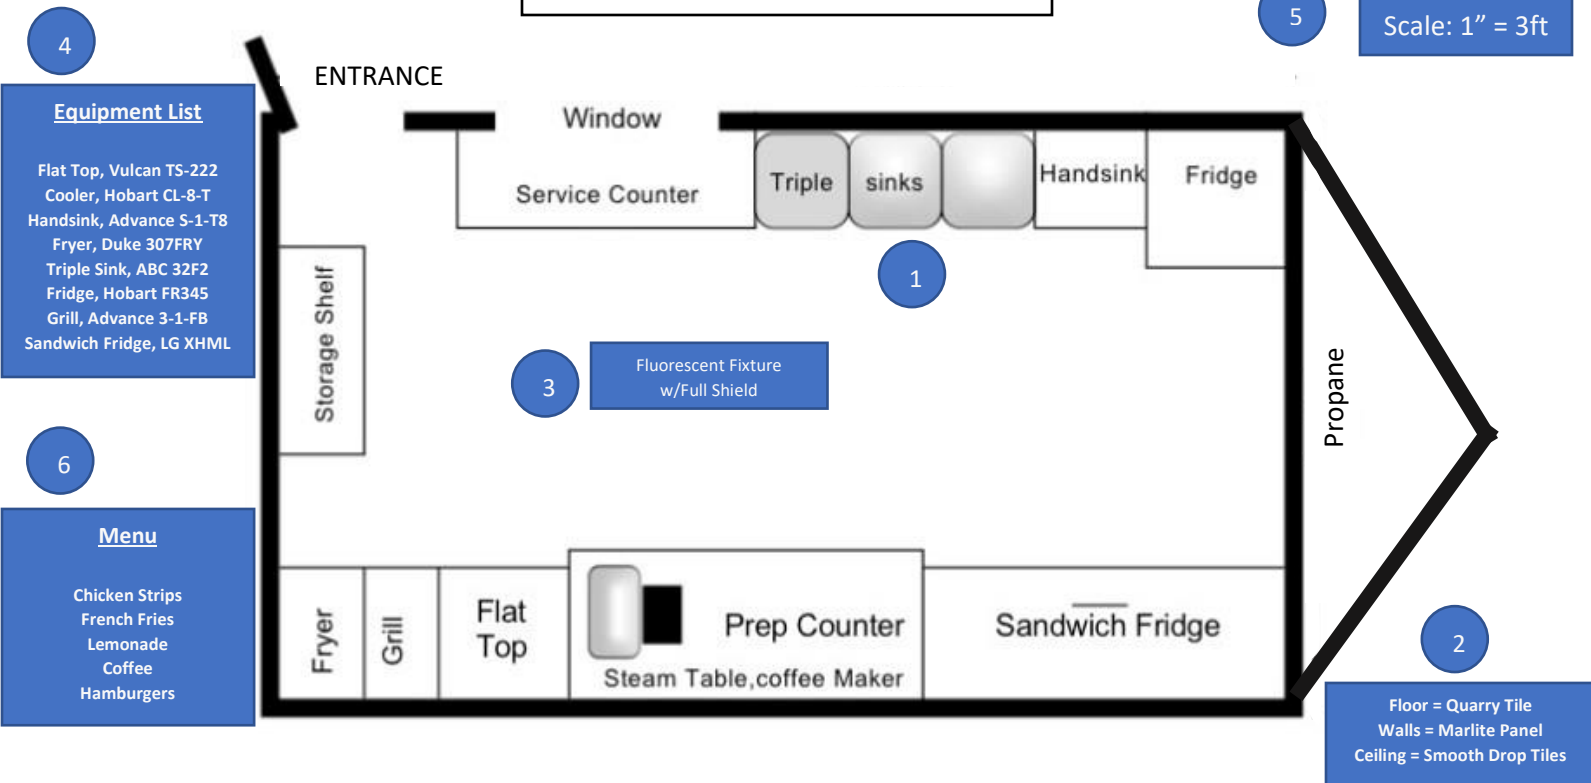 4
5
Scale: 1” = 3ft
ENTRANCE
Equipment List
Flat Top, Vulcan TS-222
Cooler, Hobart CL-8-T
Handsink, Advance S-1-T8
Fryer, Duke 307FRY
Triple Sink, ABC 32F2
Fridge, Hobart FR345
Grill, Advance 3-1-FB
Sandwich Fridge, LG XHML
Window
Service Counter
Triple
sinks
Handsink
Fridge
1
Storage Shelf
3
Fluorescent Fixture
w/Full Shield
Propane
6
Menu
Chicken Strips
French Fries
Lemonade
Coffee
Hamburgers
Fryer
Grill
Flat
Top
Prep Counter
Steam Table,coffee Maker
Sandwich Fridge
2
Floor = Quarry Tile
Walls = Marlite Panel
Ceiling = Smooth Drop Tiles